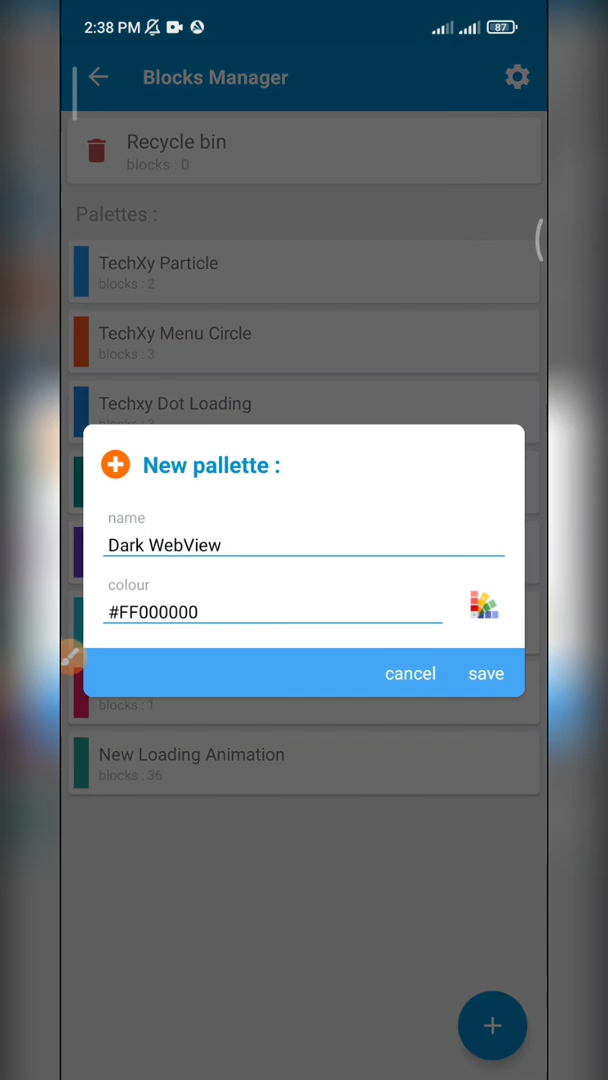 2:38 PM
87
Blocks Manager
Recycle bin
blocks : 0
Palettes :
TechXy Particle
blocks : 2
TechXy Menu Circle
blocks : 3
Techxy Dot Loading
New pallette :
name
Dark WebView
colour
#FF000000
cancel save
blocks : 1
New Loading Animation
blocks : 36